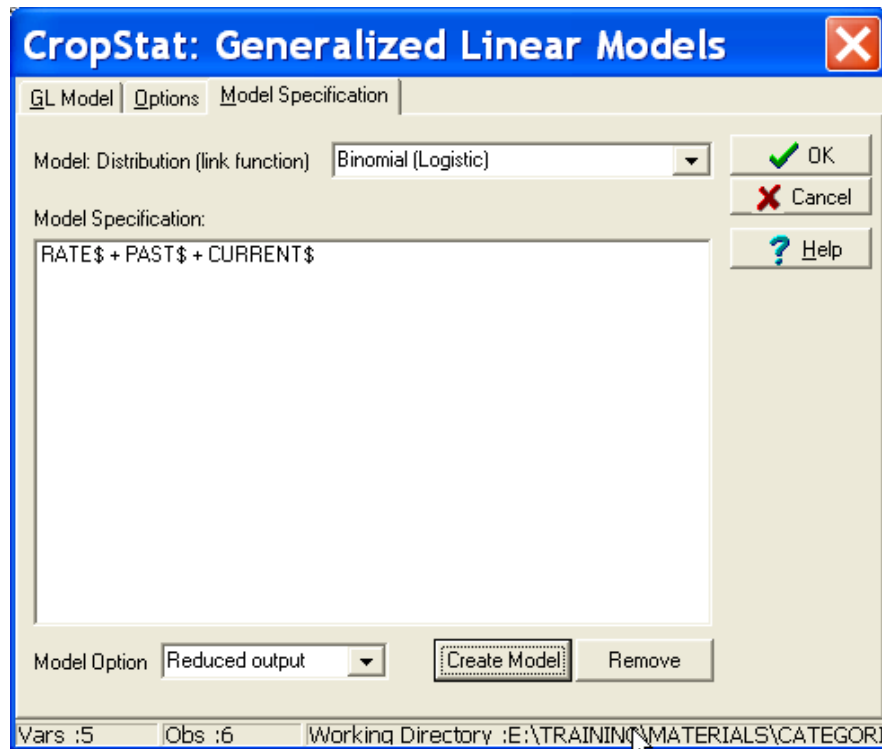 CropStat: Generalized Linear Models
GL Model Options Model Specification
Model: Distribution (link function) Binomial (Logistic) OK
Cancel
Model Specification:
RATE$ + PAST$ + CURRENT$
? Help
Model Option Reduced output Create Model Remove
Vars :5 Obs :6 Working Directory :E:\TRAINING\MATERIALS\CATEGORI